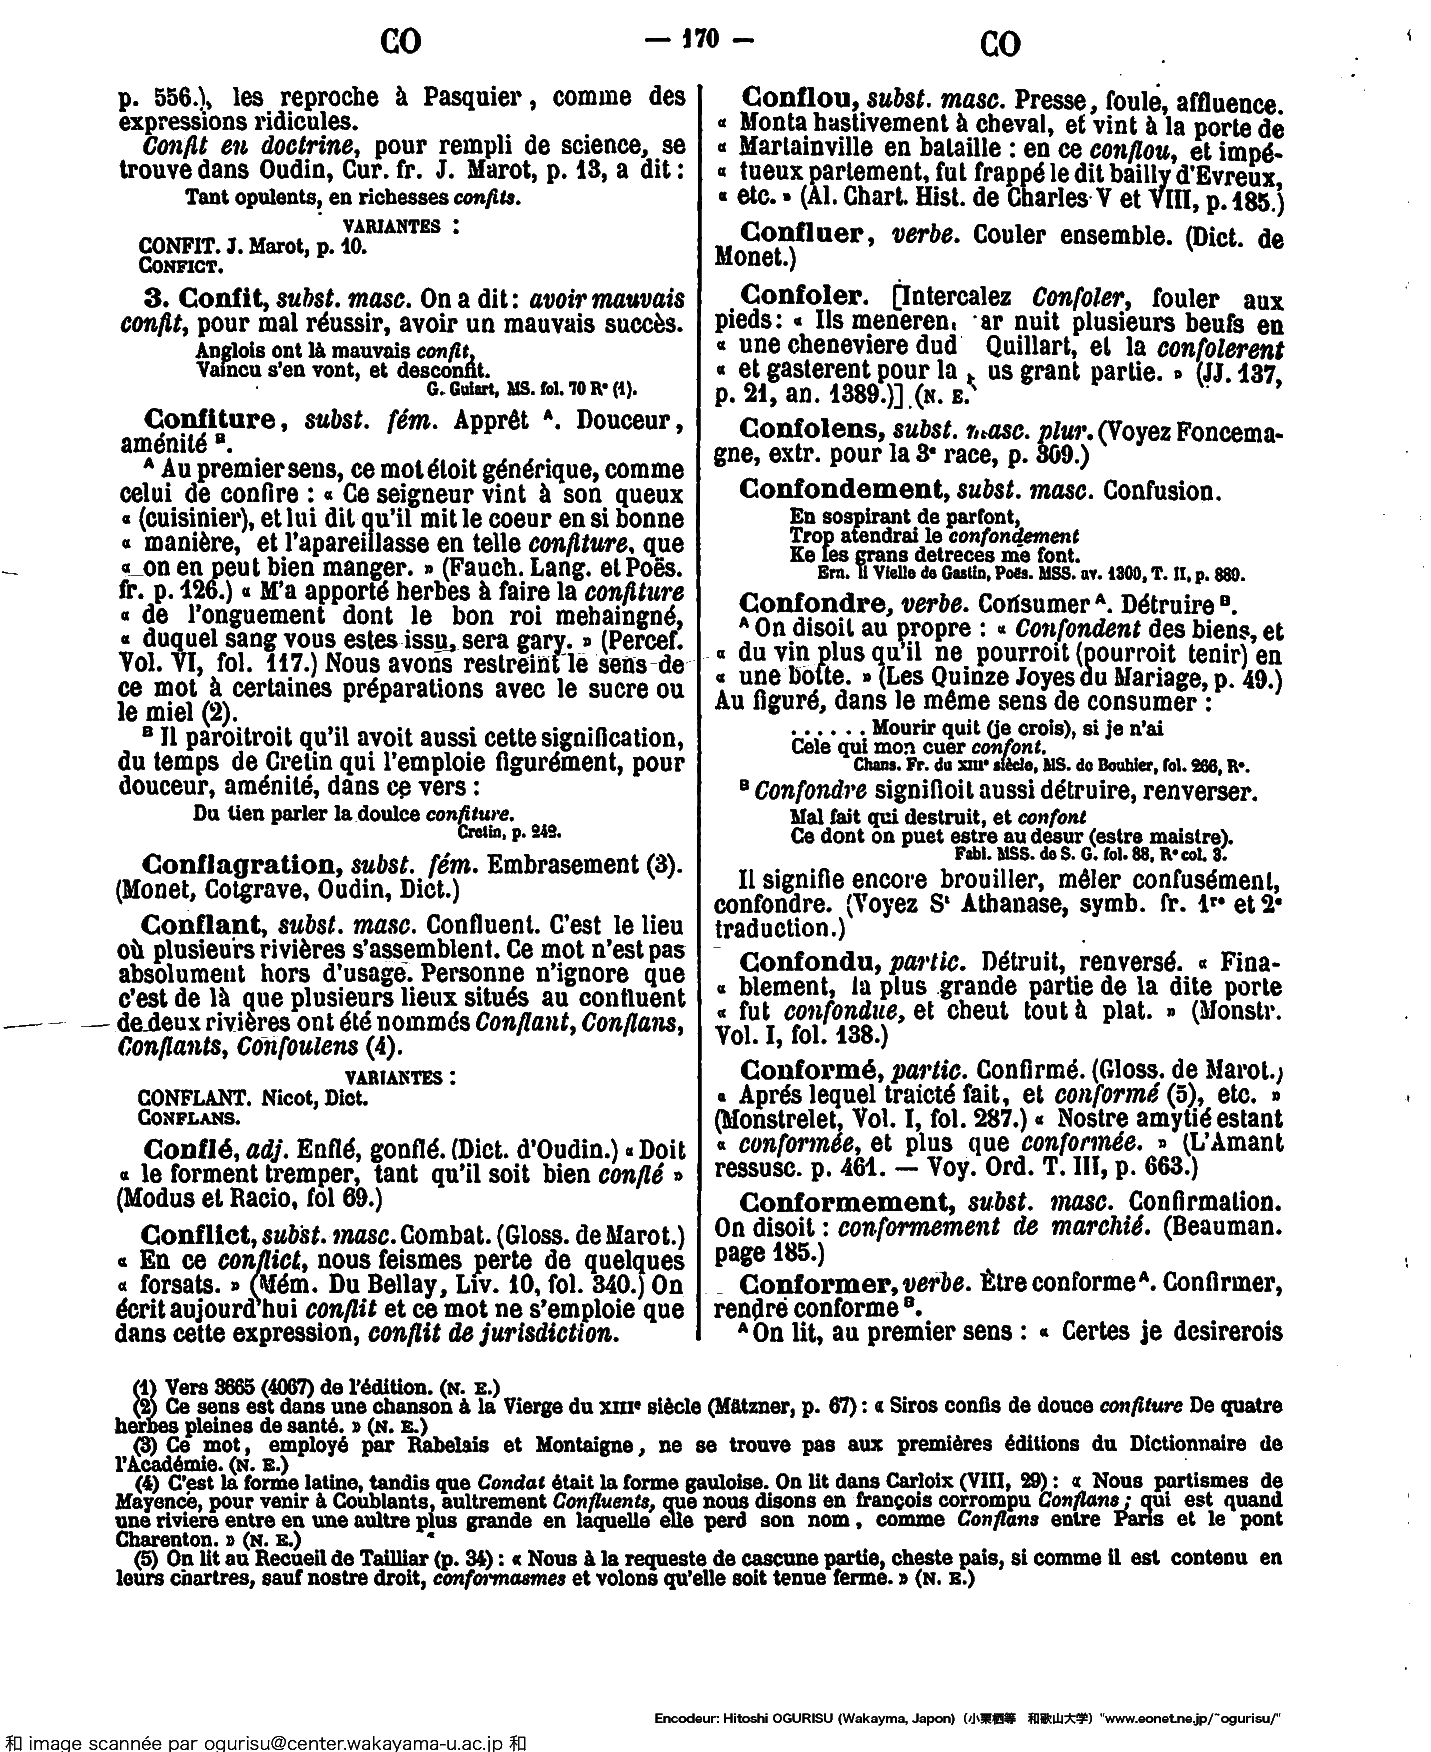 CO
— 170 —
CO
p. 556.), les reproche à Pasquier, comme des
expressions ridicules.
Confit en doctrine, pour rempli de science, se
trouve dans Oudin, Cur. fr. J. Marot, p. 13, a dit :
Tant opulents, en richesses confits.
VARIANTES :
CONFIT. J. Marot, p. 10.
CONFICT.
3. Confit, subst. masc. On a dit : avoir mauvais
confit, pour mal réussir, avoir un mauvais succès.
Anglois ont là mauvais confit,
Vaincu s'en vont, et desconfit.
G. Guiart, MS. fol. 70 R° (1).
Confiture, subst. fém. Apprêt A. Douceur,
aménité B.
A Au premier sens, ce mot étoit générique, comme
celui de confire : « Ce seigneur vint à son queux
« (cuisinier), et lui dit qu'il mit le coeur en si bonne
« manière, et l'apareillasse en telle confiture, que
« on en peut bien manger. » (Fauch. Lang. et Poës.
fr. p. 126.) « M'a apporté herbes à faire la confiture
« de l'onguement dont le bon roi mehaingné,
« duquel sang vous estes issu, sera gary. » (Percef.
Vol. VI, fol. 117.) Nous avons restreint le sens de
ce mot à certaines préparations avec le sucre ou
le miel (2).
B Il paroitroit qu'il avoit aussi cette signification,
du temps de Cretin qui l'emploie figurément, pour
douceur, aménité, dans ce vers :
Du tien parler la doulce confiture.
Cretin, p. 242.
Conflagration, subst. fém. Embrasement (3).
(Monet, Cotgrave, Oudin, Dict.)
Conflant, subst. masc. Confluent. C'est le lieu
où plusieurs rivières s'assemblent. Ce mot n'est pas
absolument hors d'usage. Personne n'ignore que
c'est de là que plusieurs lieux situés au confluent
de deux rivières ont été nommés Conflant, Conflans,
Conflants, Confoulens (4).
VARIANTES :
CONFLANT. Nicot, Dict.
CONFLANS.
Conflé, adj. Enflé, gonflé. (Dict. d'Oudin.) « Doit
« le forment tremper, tant qu'il soit bien conflé »
(Modus et Racio, fol 69.)
Conflict, subst. masc. Combat. (Gloss. de Marot.)
« En ce conflict, nous feismes perte de quelques
« forsats. » (Mém. Du Bellay, Liv. 10, fol. 340.) On
écrit aujourd'hui conflit et ce mot ne s'emploie que
dans cette expression, conflit de jurisdiction.
Conflou, subst. masc. Presse, foule, affluence.
« Monta hastivement à cheval, et vint à la porte de
« Martainville en bataille : en ce conflou, et impé-
« tueux partement, fut frappé le dit bailly d'Evreux,
« etc. » (Al. Chart. Hist. de Charles V et VIII, p. 185.)
Confluer, verbe. Couler ensemble. (Dict. de
Monet.)
Confoler. [Intercalez Confoler, fouler aux
pieds : « Ils meneren. ar nuit plusieurs beufs en
« une cheneviere dud Quillart, et la confolerent
« et gasterent pour la us grant partie. » (JJ. 137,
p. 21, an. 1389.)] (N. E.
Confolens, subst. masc. plur. (Voyez Foncema-
gne, extr. pour la 3e race, p. 309.)
Confondement, subst. masc. Confusion.
En sospirant de parfont,
Trop atendrai le confondement
Ke les grans detreces me font.
Ern. li Vielle de Gastin, Poës. MSS. av. 1300, T. II, p. 889.
Confondre, verbe. Consumer A. Détruire B.
A On disoit au propre : « Confondent des biens, et
« du vin plus qu'il ne pourroit (pourroit tenir) en
« une botte. » (Les Quinze Joyes du Mariage, p. 49.)
Au figuré, dans le même sens de consumer :
. . . . . . Mourir quit (je crois), si je n'ai
Cele qui mon cuer confont.
Chans. Fr. du XIIIe siècle, MS. de Bouhier, fol. 266, R°.
B Confondre signifioit aussi détruire, renverser.
Mal fait qui destruit, et confont
Ce dont on puet estre au desur (estre maistre).
Fabl. MSS. de S. G. fol. 88, R° col. 3.
Il signifie encore brouiller, mêler confusément,
confondre. (Voyez St Athanase, symb. fr. 1re et 2e
traduction.)
Confondu, partic. Détruit, renversé. « Fina-
« blement, la plus grande partie de la dite porte
« fut confondue, et cheut tout à plat. » (Monstr.
Vol. I, fol. 138.)
Conformé, partic. Confirmé. (Gloss. de Marot.)
« Aprés lequel traicté fait, et conformé (5), etc. »
(Monstrelet, Vol. I, fol. 287.) « Nostre amytié estant
« conformée, et plus que conformée. » (L'Amant
ressusc. p. 461. — Voy. Ord. T. III, p. 663.)
Conformement, subst. masc. Confirmation.
On disoit : conformement de marchié. (Beauman.
page 185.)
Conformer, verbe. Être conforme A. Confirmer,
rendre conforme B.
A On lit, au premier sens : « Certes je desirerois
(1) Vers 3665 (4067) de l'édition. (N. E.)
(2) Ce sens est dans une chanson à la Vierge du XIIIe siècle (Mätzner, p. 67) : « Siros confis de douce confiture De quatre
herbes pleines de santé. » (N. E.)
(3) Ce mot, employé par Rabelais et Montaigne, ne se trouve pas aux premières éditions du Dictionnaire de
l'Académie. (N. E.)
(4) C'est la forme latine, tandis que Condat était la forme gauloise. On lit dans Carloix (VIII, 29) : « Nous partismes de
Mayence, pour venir à Coublants, aultrement Confluents, que nous disons en françois corrompu Conflans ; qui est quand
une riviere entre en une aultre plus grande en laquelle elle perd son nom, comme Conflans entre Paris et le pont
Charenton. » (N. E.)
(5) On lit au Recueil de Tailliar (p. 34) : « Nous à la requeste de cascune partie, cheste pais, si comme il est contenu en
leurs chartres, sauf nostre droit, conformasmes et volons qu'elle soit tenue ferme. » (N. E.)
Encodeur: Hitoshi OGURISU (Wakayma, Japon) (小栗栖等 和歌山大学) "www.eonet.ne.jp/~ogurisu/"
和 image scannée par ogurisu@center.wakayama-u.ac.jp 和